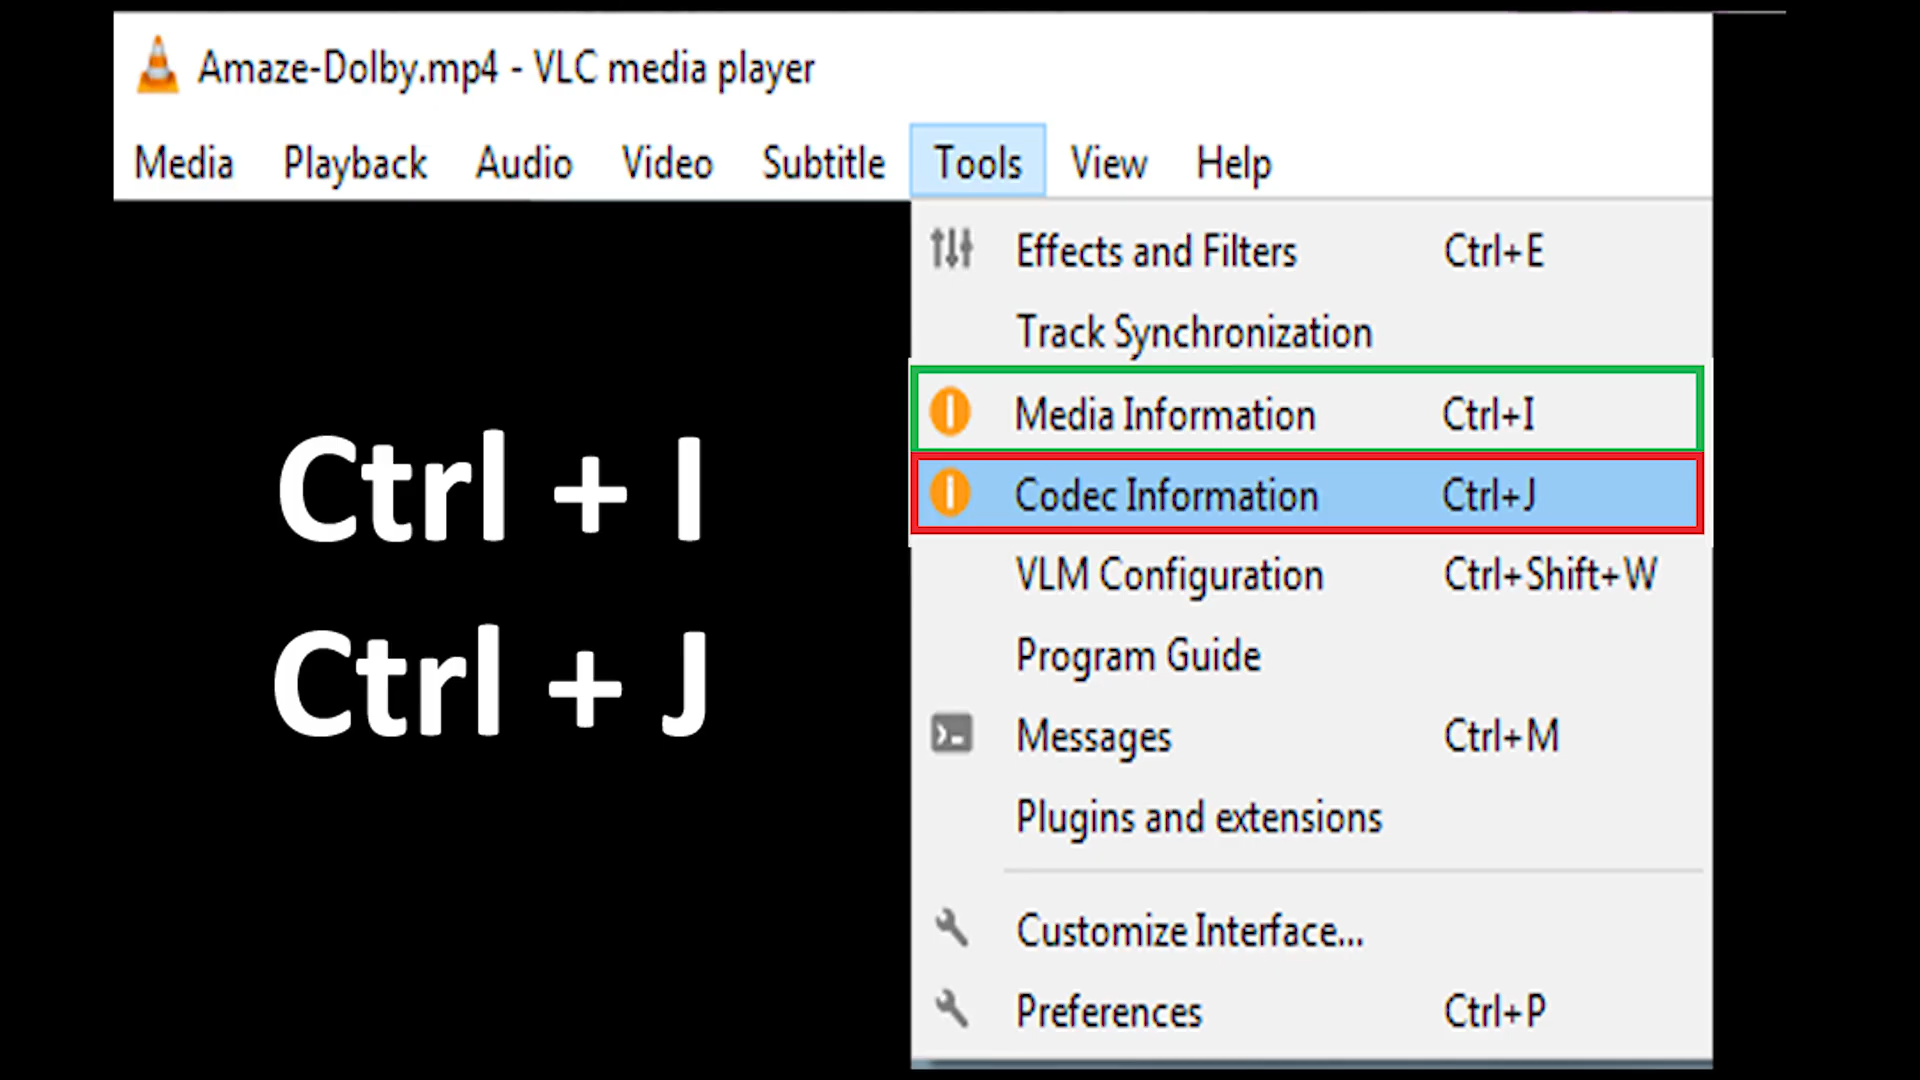 Amaze-Dolby.mp4 - VLC media player
Media Playback Audio Video Subtitle Tools View Help
Effects and Filters Ctrl+E
Track Synchronization
Media Information Ctrl+I
Codec Information Ctrl+J
VLM Configuration Ctrl+Shift+W
Program Guide
Messages Ctrl+M
Plugins and extensions
Customize Interface...
Preferences Ctrl+P
Ctrl + I
Ctrl + J